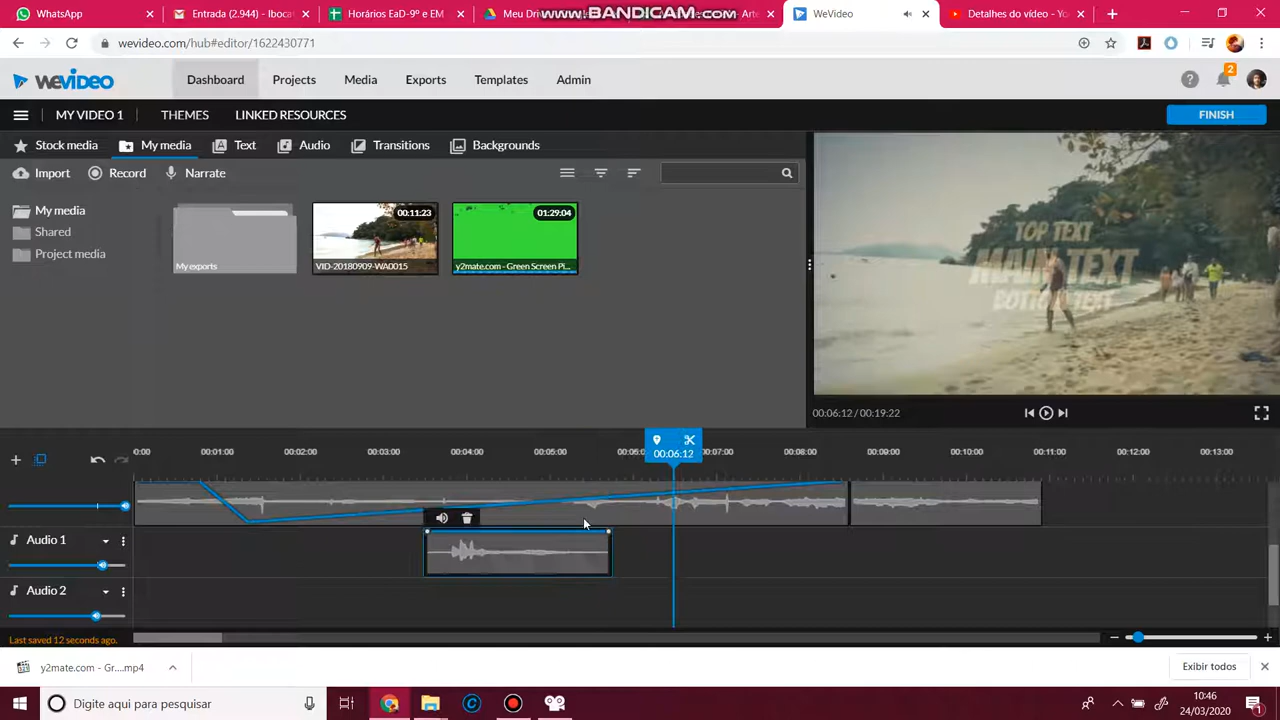 WhatsApp
Entrada (2.944) - Iboca
Horários EaD-9º e EM
Meu Dri
www.BANDICAM.com
Arte
WeVideo
Detalhes do vídeo - Yo
wevideo.com/hub#editor/1622430771
wevideo
Dashboard
Projects
Media
Exports
Templates
Admin
2
MY VIDEO 1
THEMES
LINKED RESOURCES
FINISH
Stock media
My media
Text
Audio
Transitions
Backgrounds
Import
Record
Narrate
My media
Shared
Project media
My exports
00:11:23
VID-20180909-WA0015
01:29:04
y2mate.com - Green Screen Pi...
TOP TEXT
MAIN TEXT
BOTTOM TEXT
00:06:12 / 00:19:22
0:00
00:01:00
00:02:00
00:03:00
00:04:00
00:05:00
00:06:12
00:07:00
00:08:00
00:09:00
00:10:00
00:11:00
00:12:00
00:13:00
Audio 1
Audio 2
Last saved 12 seconds ago.
y2mate.com - Gr....mp4
Exibir todos
Digite aqui para pesquisar
10:46
24/03/2020
1